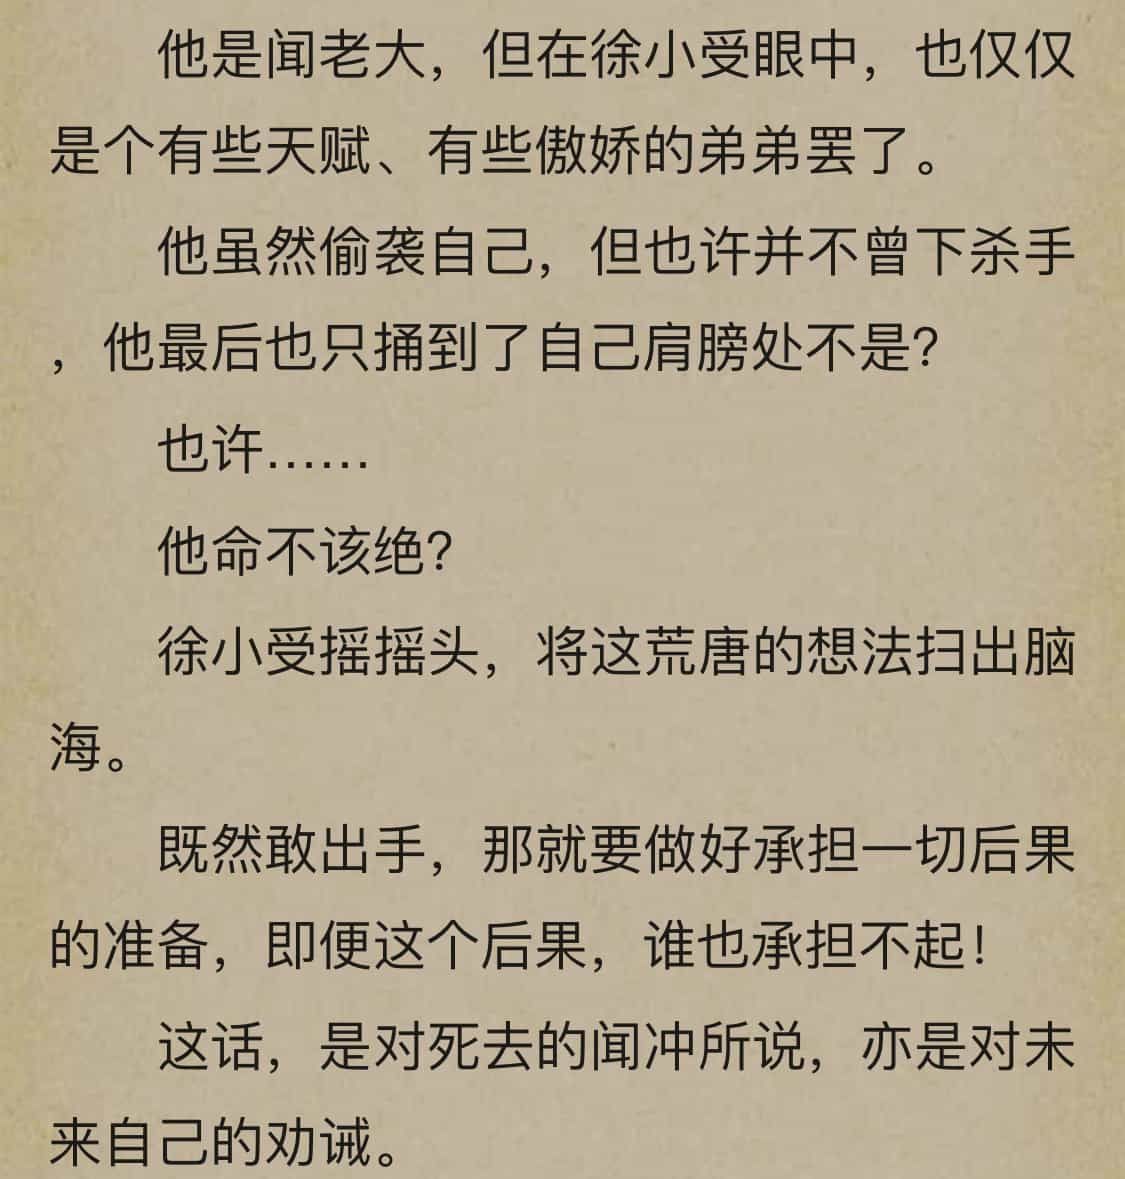 他是闻老大，但在徐小受眼中，也仅仅
是个有些天赋、有些傲娇的弟弟罢了。
他虽然偷袭自己，但也许并不曾下杀手
，他最后也只捅到了自己肩膀处不是？
也许……
他命不该绝？
徐小受摇摇头，将这荒唐的想法扫出脑
海。
既然敢出手，那就要做好承担一切后果
的准备，即便这个后果，谁也承担不起！
这话，是对死去的闻冲所说，亦是对未
来自己的劝诫。